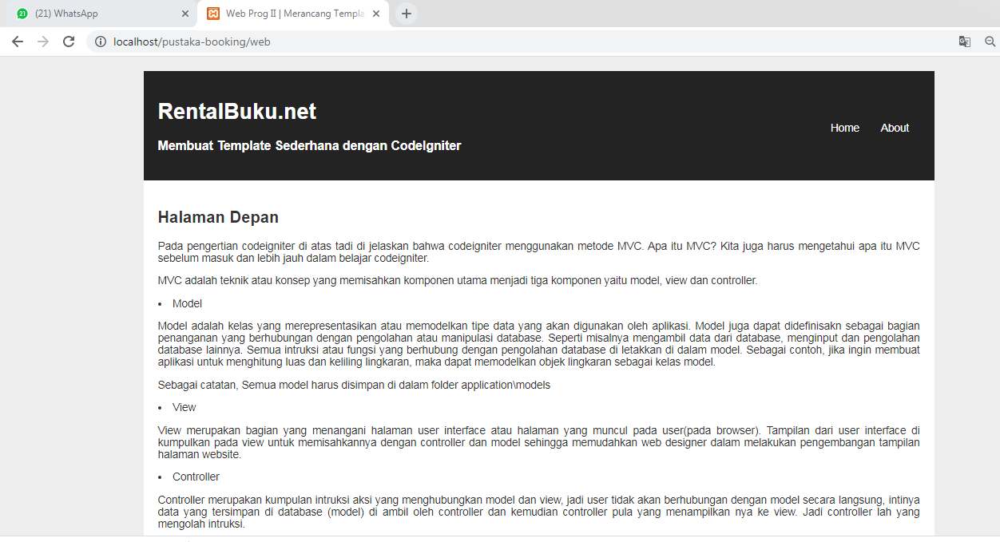 21 (21) WhatsApp
Web Prog II | Merancang Templa
localhost/pustaka-booking/web
RentalBuku.net
Membuat Template Sederhana dengan CodeIgniter
Home About
Halaman Depan
Pada pengertian codeigniter di atas tadi di jelaskan bahwa codeigniter menggunakan metode MVC. Apa itu MVC? Kita juga harus mengetahui apa itu MVC
sebelum masuk dan lebih jauh dalam belajar codeigniter.
MVC adalah teknik atau konsep yang memisahkan komponen utama menjadi tiga komponen yaitu model, view dan controller.
• Model
Model adalah kelas yang merepresentasikan atau memodelkan tipe data yang akan digunakan oleh aplikasi. Model juga dapat didefinisakn sebagai bagian
penanganan yang berhubungan dengan pengolahan atau manipulasi database. Seperti misalnya mengambil data dari database, menginput dan pengolahan
database lainnya. Semua intruksi atau fungsi yang berhubung dengan pengolahan database di letakkan di dalam model. Sebagai contoh, jika ingin membuat
aplikasi untuk menghitung luas dan keliling lingkaran, maka dapat memodelkan objek lingkaran sebagai kelas model.
Sebagai catatan, Semua model harus disimpan di dalam folder application\models
• View
View merupakan bagian yang menangani halaman user interface atau halaman yang muncul pada user(pada browser). Tampilan dari user interface di
kumpulkan pada view untuk memisahkannya dengan controller dan model sehingga memudahkan web designer dalam melakukan pengembangan tampilan
halaman website.
• Controller
Controller merupakan kumpulan intruksi aksi yang menghubungkan model dan view, jadi user tidak akan berhubungan dengan model secara langsung, intinya
data yang tersimpan di database (model) di ambil oleh controller dan kemudian controller pula yang menampilkan nya ke view. Jadi controller lah yang
mengolah intruksi.